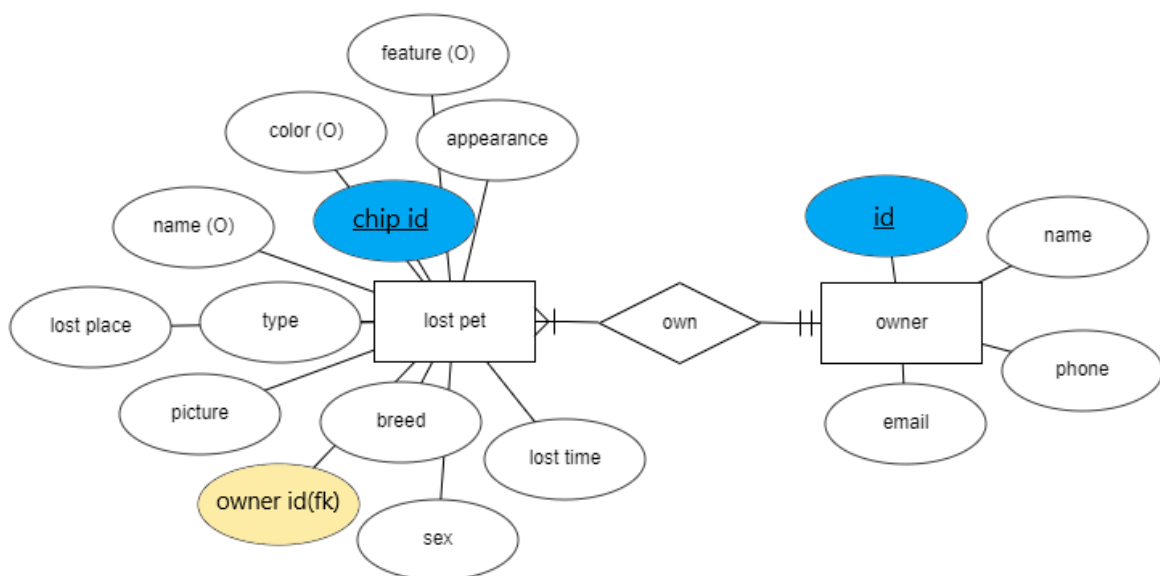 feature (O)
color (O)
appearance
chip id
name (O)
lost place
type
lost pet
picture
breed
lost time
owner id(fk)
sex
own
id
name
owner
phone
email